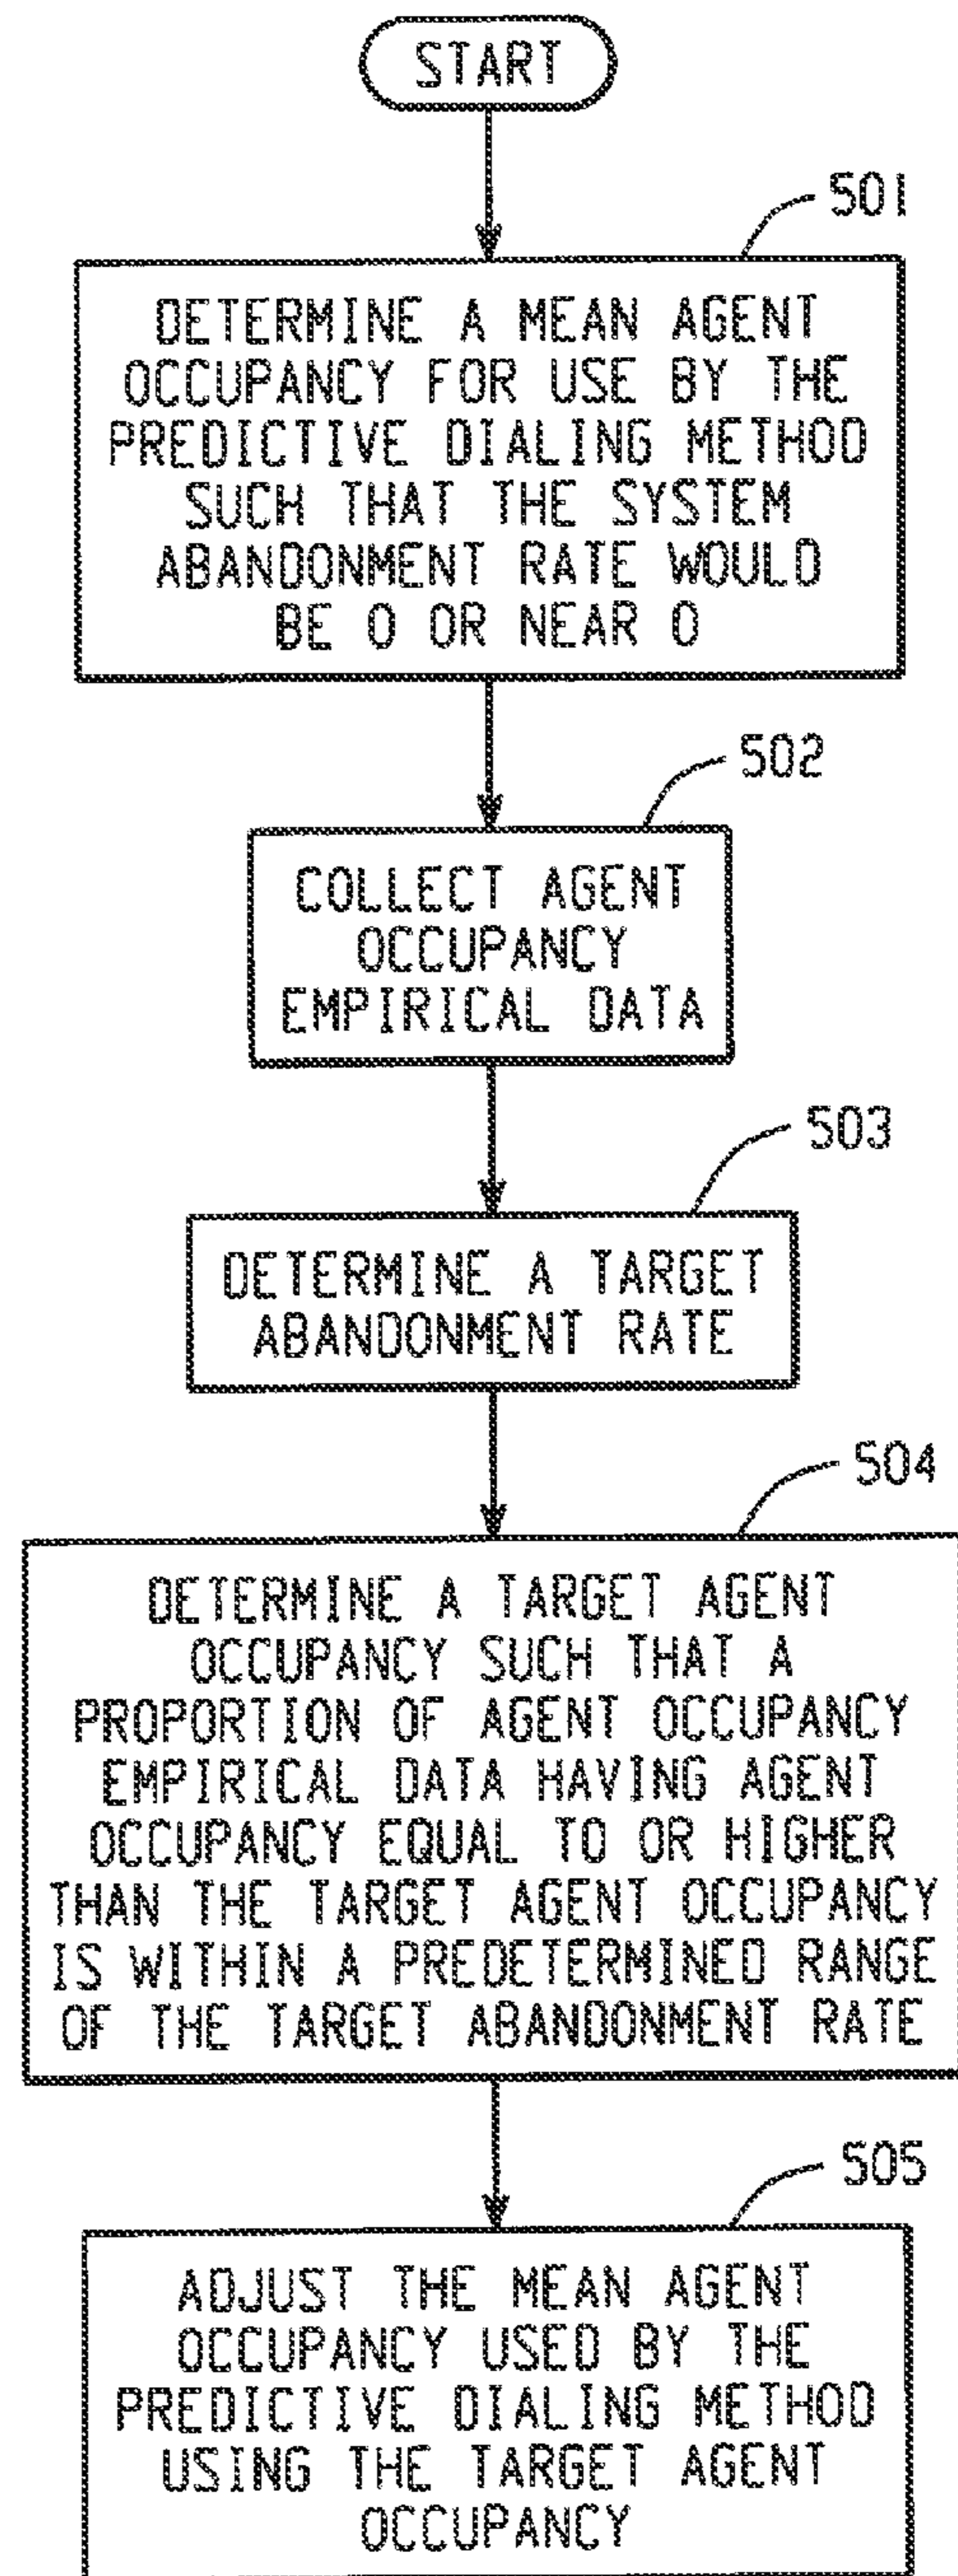 START
501
DETERMINE A MEAN AGENT
OCCUPANCY FOR USE BY THE
PREDICTIVE DIALING METHOD
SUCH THAT THE SYSTEM
ABANDONMENT RATE WOULD
BE 0 OR NEAR 0
502
COLLECT AGENT
OCCUPANCY
EMPIRICAL DATA
503
DETERMINE A TARGET
ABANDONMENT RATE
504
DETERMINE A TARGET AGENT
OCCUPANCY SUCH THAT A
PROPORTION OF AGENT OCCUPANCY
EMPIRICAL DATA HAVING AGENT
OCCUPANCY EQUAL TO OR HIGHER
THAN THE TARGET AGENT OCCUPANCY
IS WITHIN A PREDETERMINED RANGE
OF THE TARGET ABANDONMENT RATE
505
ADJUST THE MEAN AGENT
OCCUPANCY USED BY THE
PREDICTIVE DIALING METHOD
USING THE TARGET AGENT
OCCUPANCY